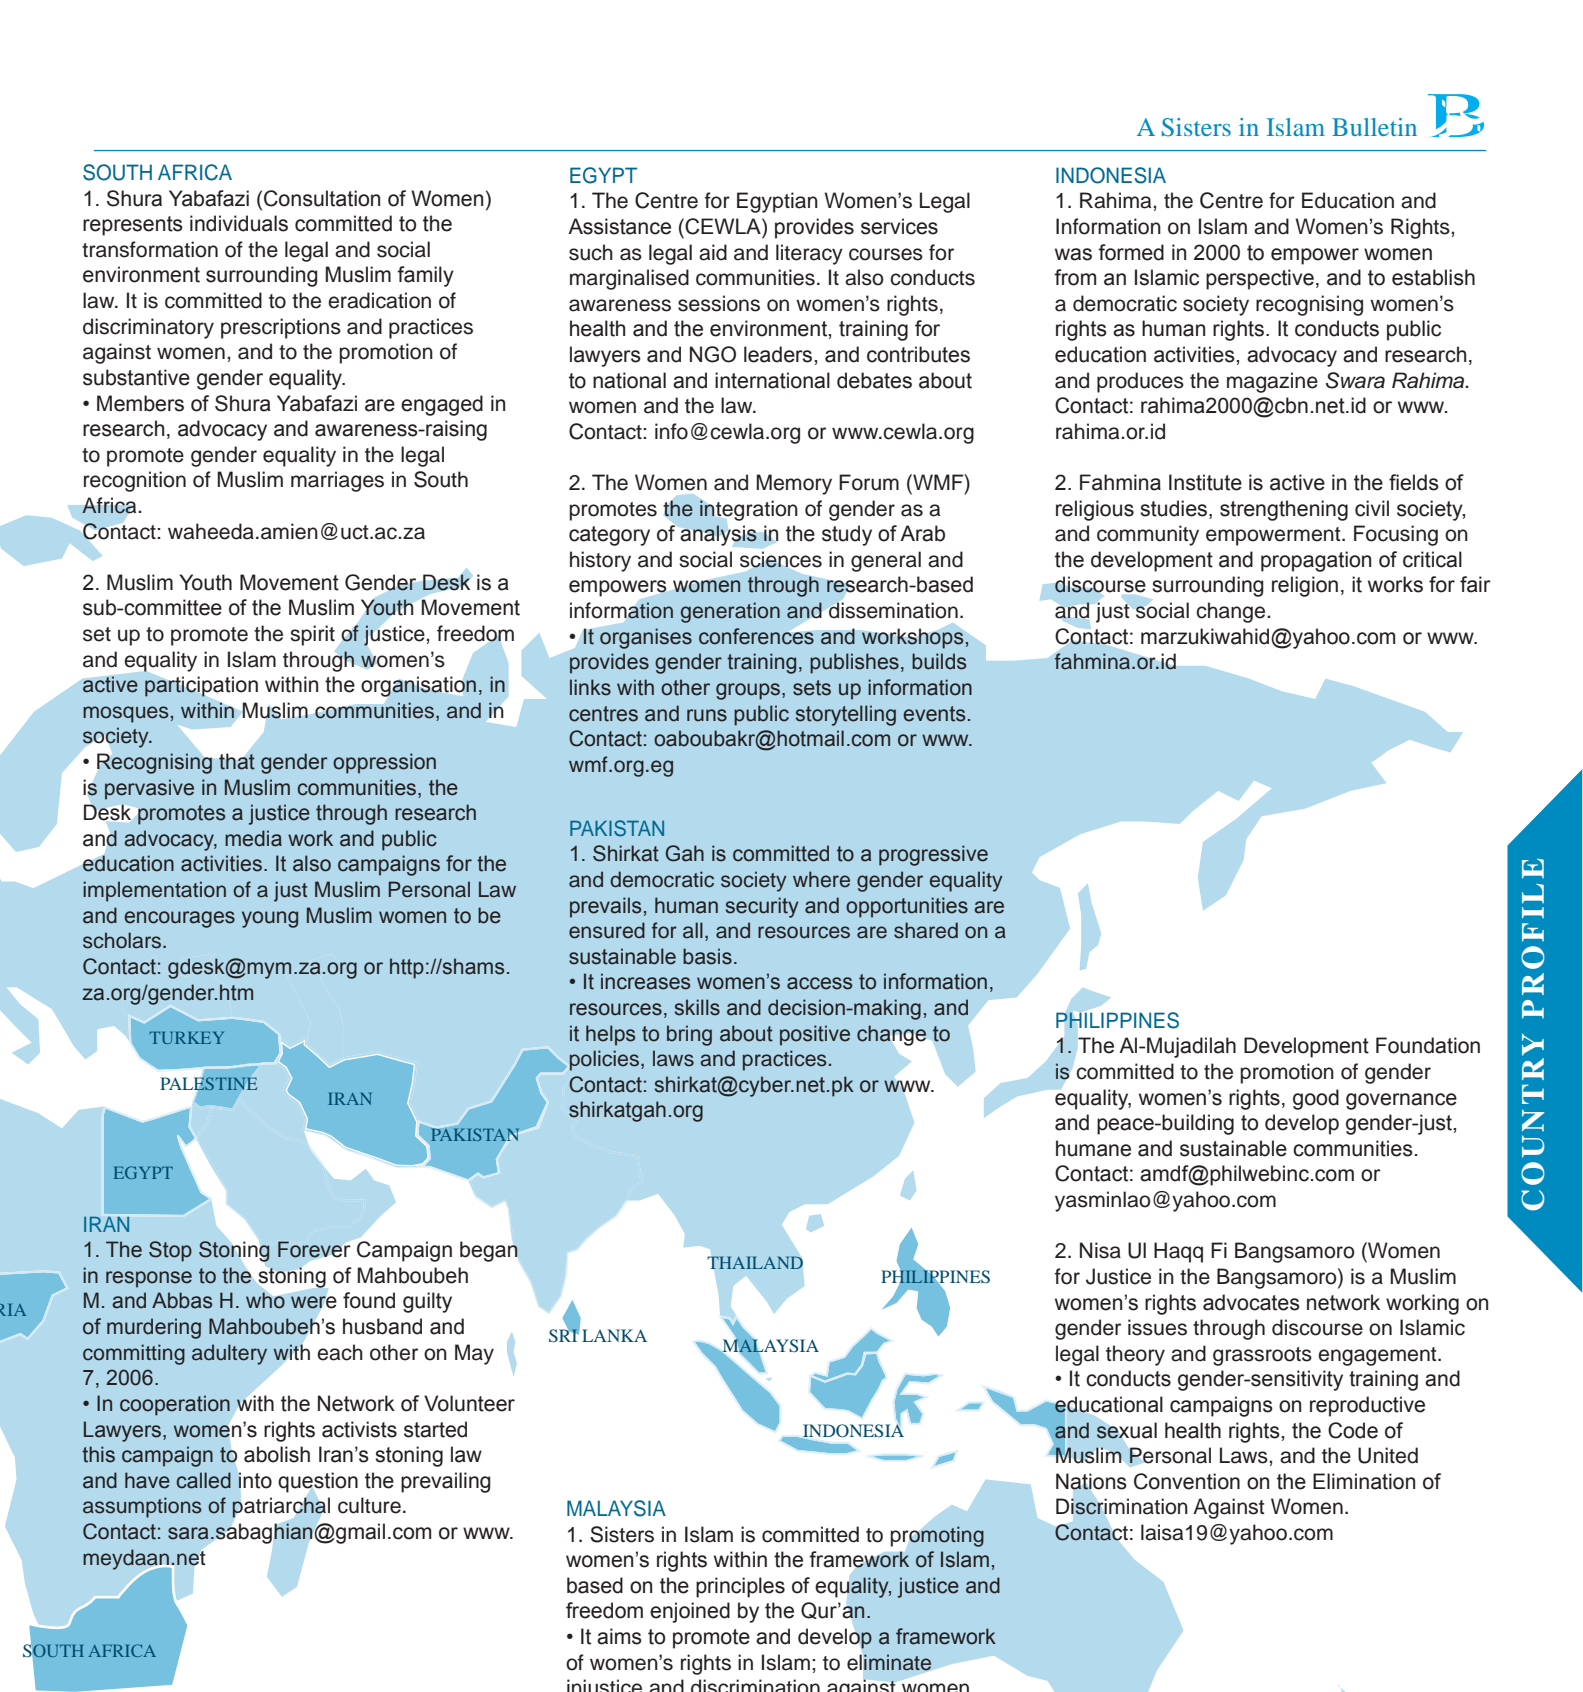 A Sisters in Islam Bulletin B
SOUTH AFRICA
1. Shura Yabafazi (Consultation of Women)
represents individuals committed to the
transformation of the legal and social
environment surrounding Muslim family
law. It is committed to the eradication of
discriminatory prescriptions and practices
against women, and to the promotion of
substantive gender equality.
• Members of Shura Yabafazi are engaged in
research, advocacy and awareness-raising
to promote gender equality in the legal
recognition of Muslim marriages in South
Africa.
Contact: waheeda.amien@uct.ac.za
2. Muslim Youth Movement Gender Desk is a
sub-committee of the Muslim Youth Movement
set up to promote the spirit of justice, freedom
and equality in Islam through women's
active participation within the organisation, in
mosques, within Muslim communities, and in
society.
• Recognising that gender oppression
is pervasive in Muslim communities, the
Desk promotes a justice through research
and advocacy, media work and public
education activities. It also campaigns for the
implementation of a just Muslim Personal Law
and encourages young Muslim women to be
scholars.
Contact: gdesk@mym.za.org or http://shams.
za.org/gender.htm
IRAN
1. The Stop Stoning Forever Campaign began
in response to the stoning of Mahboubeh
M. and Abbas H. who were found guilty
of murdering Mahboubeh's husband and
committing adultery with each other on May
7, 2006.
• In cooperation with the Network of Volunteer
Lawyers, women's rights activists started
this campaign to abolish Iran's stoning law
and have called into question the prevailing
assumptions of patriarchal culture.
Contact: sara.sabaghian@gmail.com or www.
meydaan.net
EGYPT
1. The Centre for Egyptian Women's Legal
Assistance (CEWLA) provides services
such as legal aid and literacy courses for
marginalised communities. It also conducts
awareness sessions on women's rights,
health and the environment, training for
lawyers and NGO leaders, and contributes
to national and international debates about
women and the law.
Contact: info@cewla.org or www.cewla.org
2. The Women and Memory Forum (WMF)
promotes the integration of gender as a
category of analysis in the study of Arab
history and social sciences in general and
empowers women through research-based
information generation and dissemination.
• It organises conferences and workshops,
provides gender training, publishes, builds
links with other groups, sets up information
centres and runs public storytelling events.
Contact: oaboubakr@hotmail.com or www.
wmf.org.eg
PAKISTAN
1. Shirkat Gah is committed to a progressive
and democratic society where gender equality
prevails, human security and opportunities are
ensured for all, and resources are shared on a
sustainable basis.
• It increases women's access to information,
resources, skills and decision-making, and
it helps to bring about positive change to
policies, laws and practices.
Contact: shirkat@cyber.net.pk or www.
shirkatgah.org
MALAYSIA
1. Sisters in Islam is committed to promoting
women's rights within the framework of Islam,
based on the principles of equality, justice and
freedom enjoined by the Qur'an.
• It aims to promote and develop a framework
of women's rights in Islam; to eliminate
injustice and discrimination against women
INDONESIA
1. Rahima, the Centre for Education and
Information on Islam and Women's Rights,
was formed in 2000 to empower women
from an Islamic perspective, and to establish
a democratic society recognising women's
rights as human rights. It conducts public
education activities, advocacy and research,
and produces the magazine Swara Rahima.
Contact: rahima2000@cbn.net.id or www.
rahima.or.id
2. Fahmina Institute is active in the fields of
religious studies, strengthening civil society,
and community empowerment. Focusing on
the development and propagation of critical
discourse surrounding religion, it works for fair
and just social change.
Contact: marzukiwahid@yahoo.com or www.
fahmina.or.id
PHILIPPINES
1. The Al-Mujadilah Development Foundation
is committed to the promotion of gender
equality, women's rights, good governance
and peace-building to develop gender-just,
humane and sustainable communities.
Contact: amdf@philwebinc.com or
yasminlao@yahoo.com
2. Nisa Ul Haqq Fi Bangsamoro (Women
for Justice in the Bangsamoro) is a Muslim
women's rights advocates network working on
gender issues through discourse on Islamic
legal theory and grassroots engagement.
• It conducts gender-sensitivity training and
educational campaigns on reproductive
and sexual health rights, the Code of
Muslim Personal Laws, and the United
Nations Convention on the Elimination of
Discrimination Against Women.
Contact: laisa19@yahoo.com
COUNTRY PROFILE
TURKEY
PALESTINE
IRAN
PAKISTAN
EGYPT
THAILAND
PHILIPPINES
RIA
SRI LANKA
MALAYSIA
INDONESIA
SOUTH AFRICA